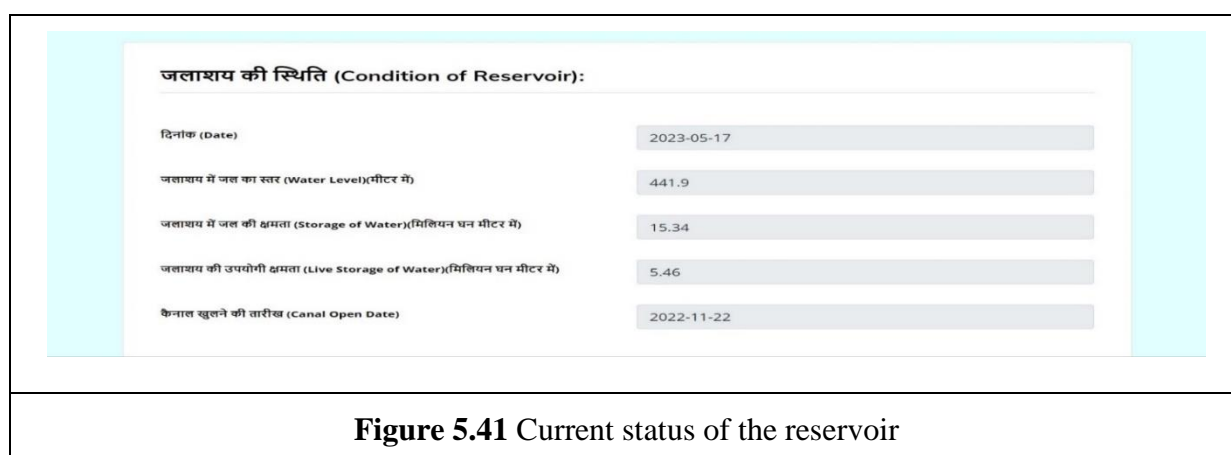 जलाशय की स्थिति (Condition of Reservoir):
दिनांक (Date)
2023-05-17
जलाशय में जल का स्तर (Water Level)(मीटर में)
441.9
जलाशय में जल की क्षमता (Storage of Water)(मिलियन घन मीटर में)
15.34
जलाशय की उपयोगी क्षमता (Live Storage of Water)(मिलियन घन मीटर में)
5.46
कैनाल खुलने की तारीख (Canal Open Date)
2022-11-22
Figure 5.41 Current status of the reservoir